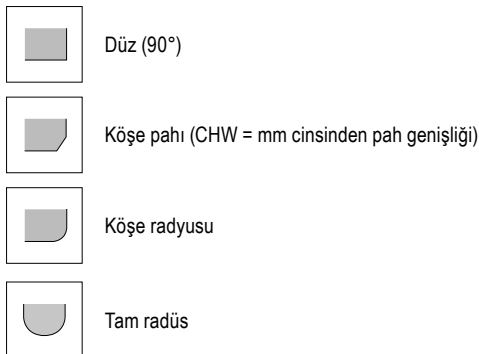 Düz (90°)
Köşe pahı (CHW = mm cinsinden pah genişliği)
Köşe radyusu
Tam radüs